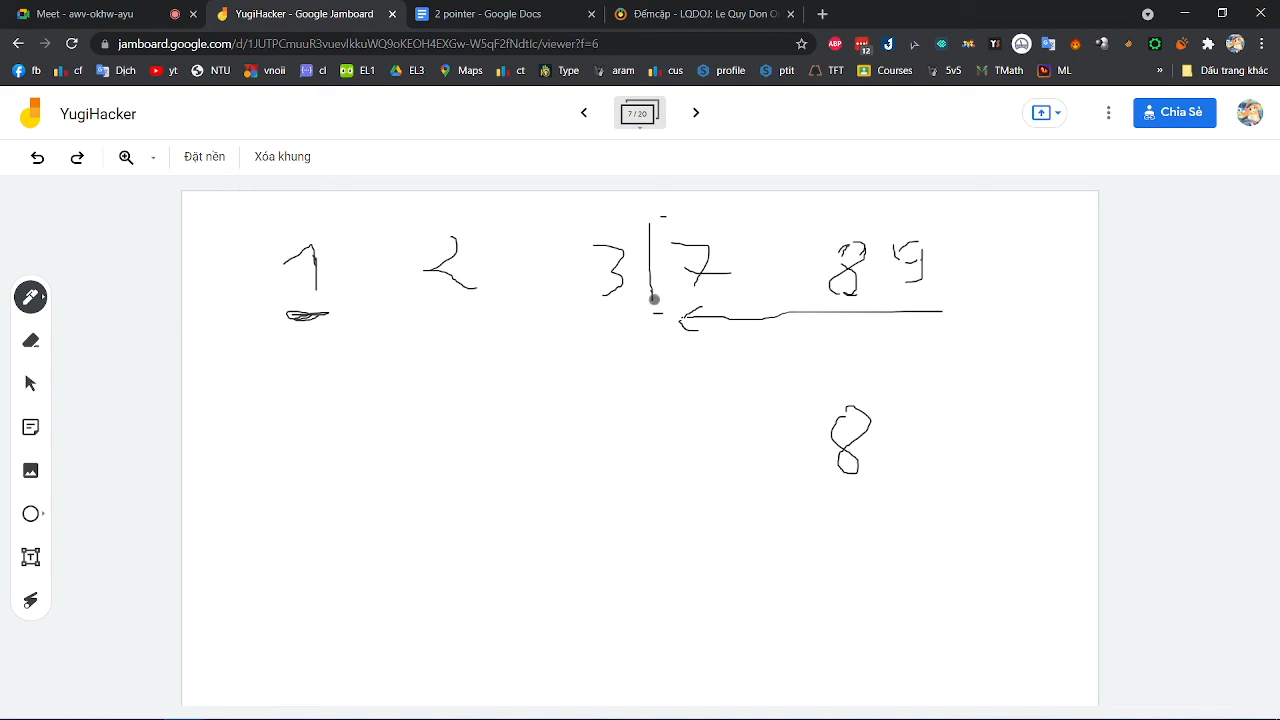 Meet - awv-okhw-ayu
YugiHacker - Google Jamboard
2 pointer - Google Docs
Đếmcặp - LQDOJ: Le Quy Don O
jamboard.google.com/d/1JUTPCmuuR3vuevlkkuWQ9oKEOH4EXCw-W5qF2fNdtlc/viewer?f=6
ABP
12
fb
cf
Dịch
yt
NTU
vnoii
cl
EL1
EL3
Maps
ct
Type
aram
cus
profile
ptit
TFT
Courses
5v5
TMath
ML
»
Dấu trang khác
YugiHacker
7 / 20
Chia Sẻ
Đặt nền
Xóa khung
1 2 3 | 7 8 9
8
T